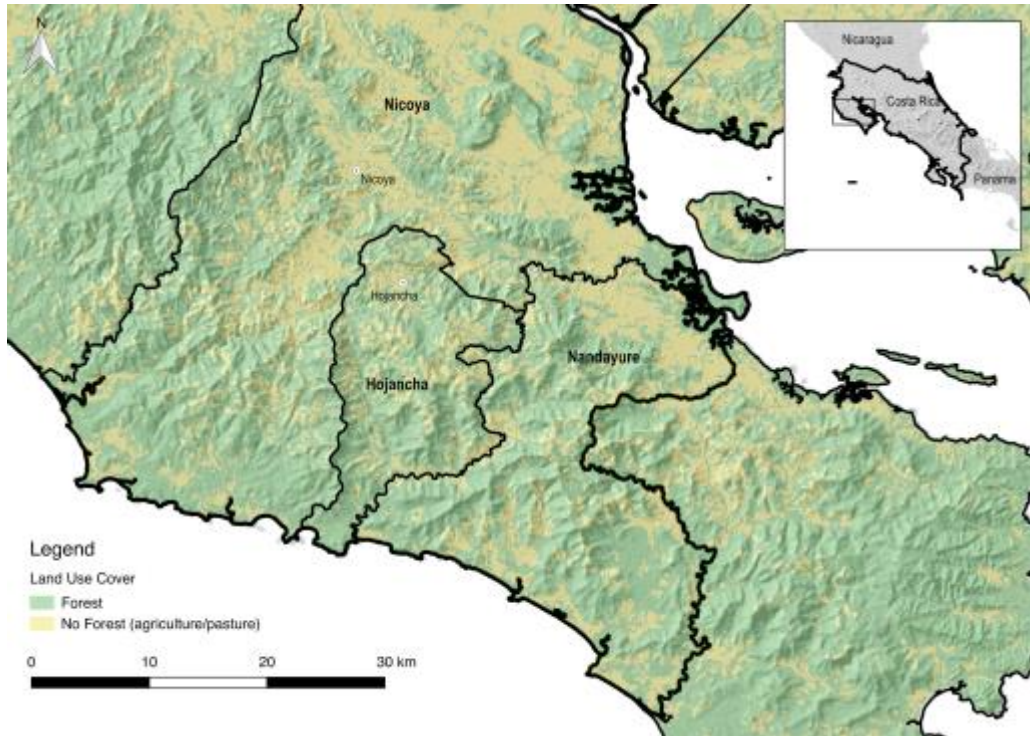 N
Nicaragua
Costa Rica
Panama
Nicoya
Nicoya
Hojancha
Nandayure
Hojancha
Legend
Land Use Cover
Forest
No Forest (agriculture/pasture)
0 10 20 30 km